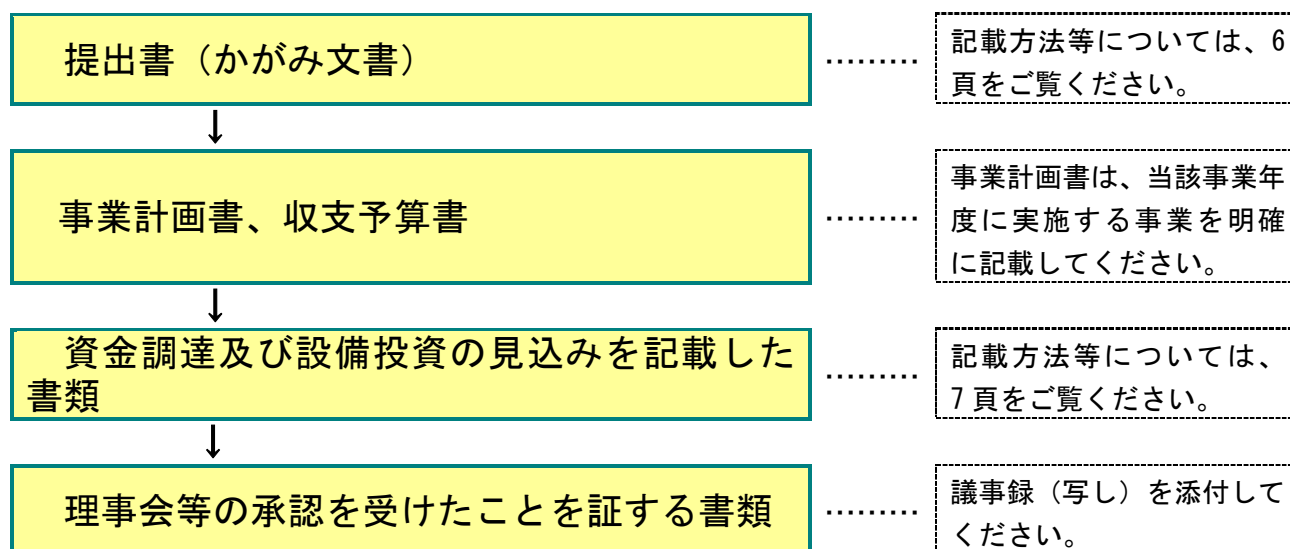 提出書（かがみ文書）
………
記載方法等については、6
頁をご覧ください。
↓
事業計画書、収支予算書
………
事業計画書は、当該事業年
度に実施する事業を明確
に記載してください。
↓
資金調達及び設備投資の見込みを記載した
書類
………
記載方法等については、
7頁をご覧ください。
↓
理事会等の承認を受けたことを証する書類
………
議事録（写し）を添付して
ください。